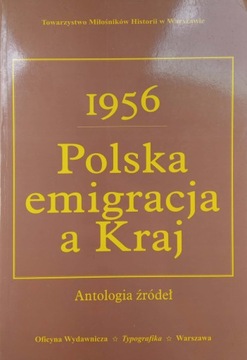 Towarzystwo Miłośników Historii w Warszawie
1956
Polska
emigracja
a Kraj
Antologia źródeł
Oficyna Wydawnicza ☆ Typografika ☆ Warszawa